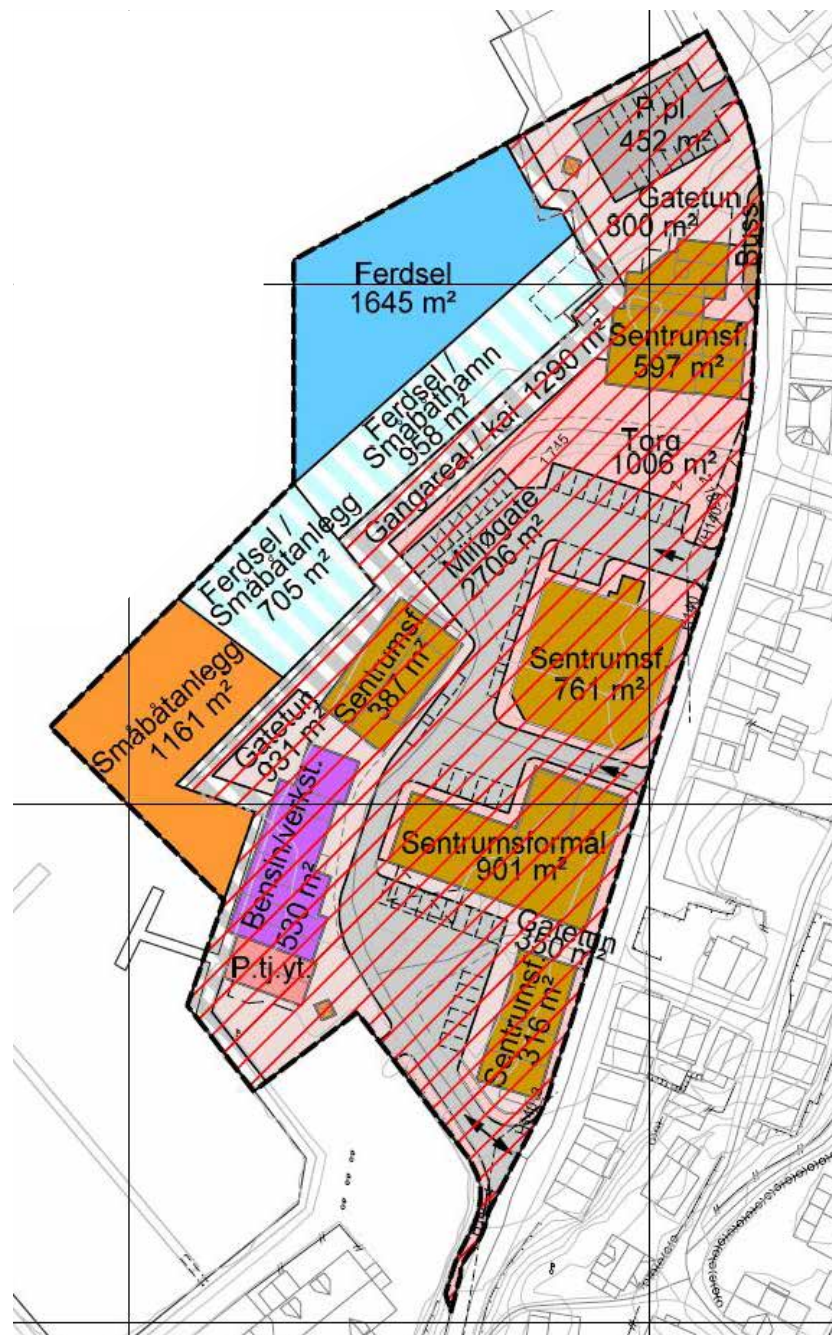 P.pl
452 m²
Gatetun
800 m²
Buss
Ferdsel
1645 m²
Sentrumsf.
597 m²
Ferdsel /
Småbåthamn
958 m²
Gangareal / kai 1290 m²
Torg
1006 m²
1.745
Miljøgate
2706 m²
Ferdsel /
Småbåtanlegg
705 m²
Sentrumsf.
387 m²
Sentrumsf.
761 m²
Småbåtanlegg
1161 m²
Gatetun
931 m²
Bensin/verkst.
530 m²
Sentrumsformål
901 m²
Gatetun
350 m²
P.tj.yt.
Sentrumsf.
316 m²